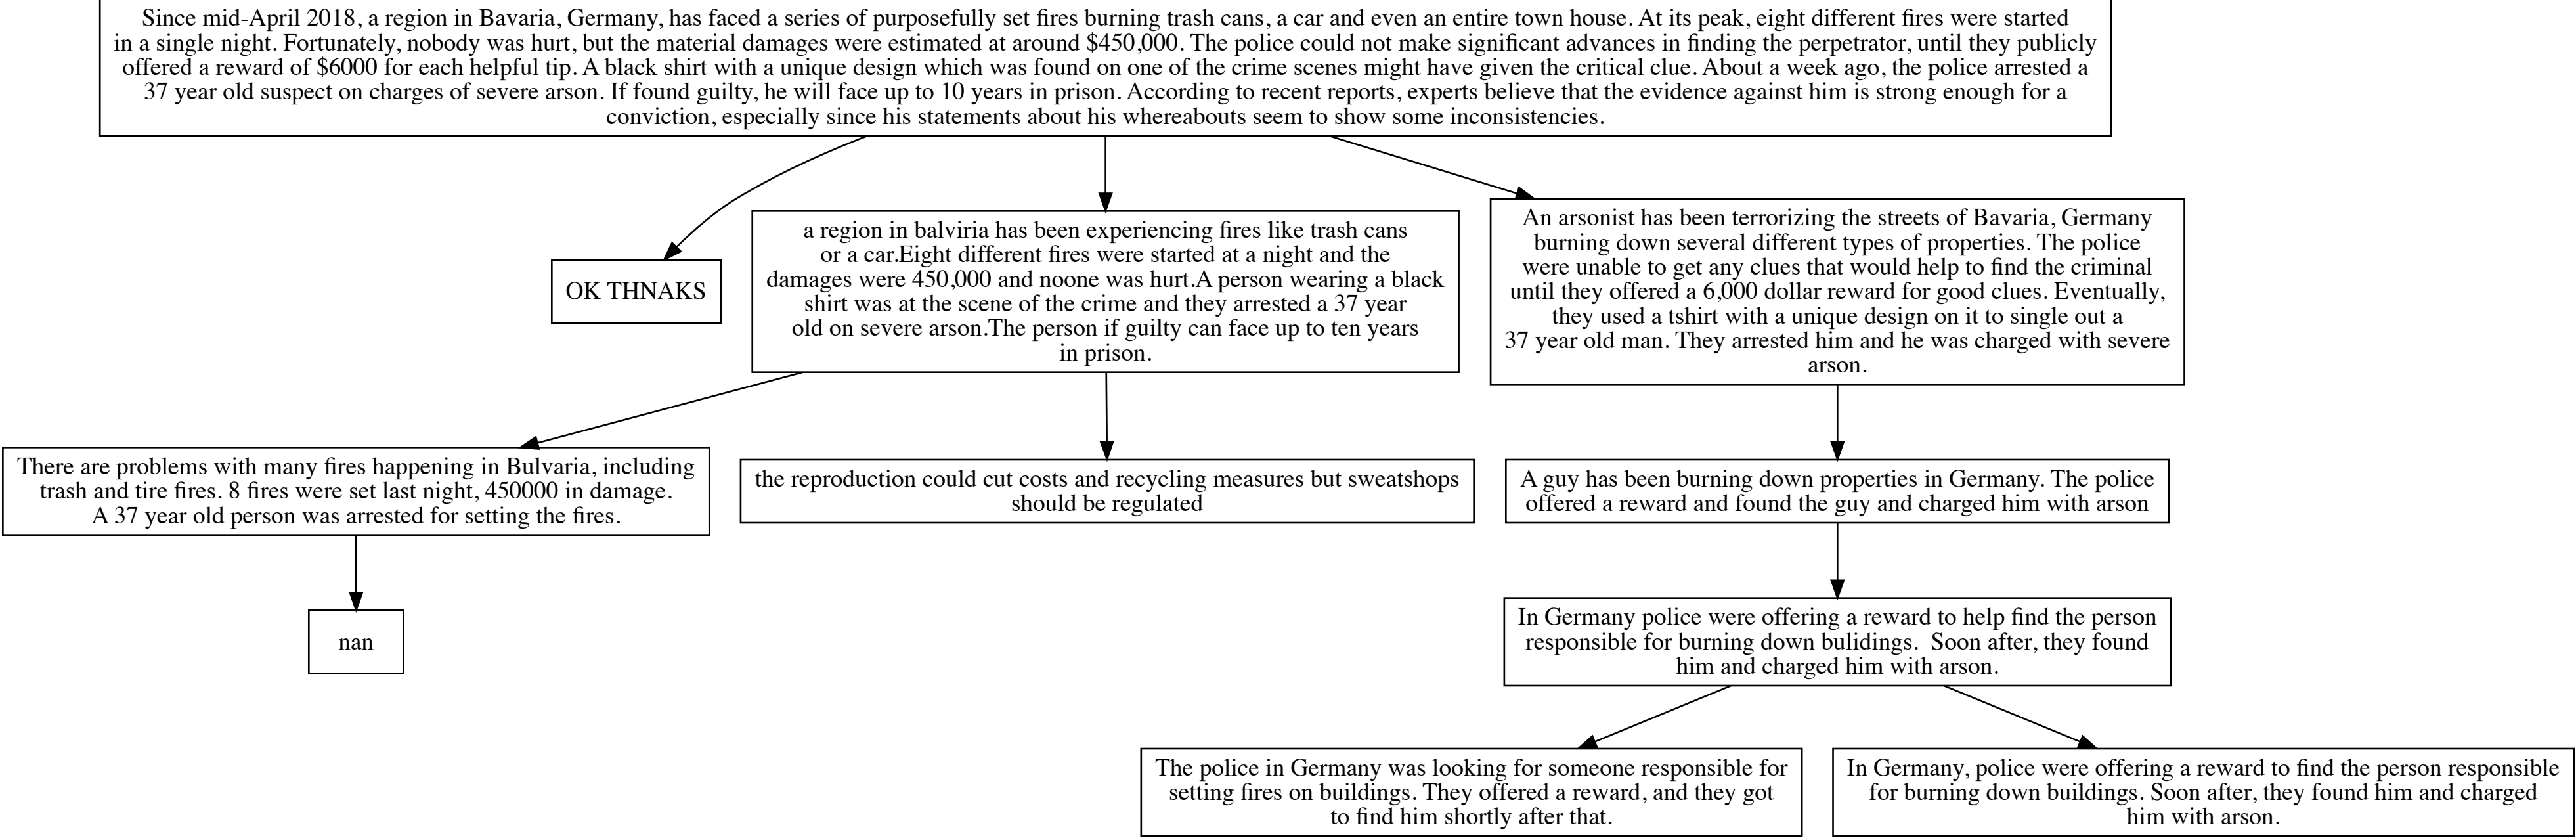 Since mid-April 2018, a region in Bavaria, Germany, has faced a series of purposefully set fires burning trash cans, a car and even an entire town house. At its peak, eight different fires were started
in a single night. Fortunately, nobody was hurt, but the material damages were estimated at around $450,000. The police could not make significant advances in finding the perpetrator, until they publicly
offered a reward of $6000 for each helpful tip. A black shirt with a unique design which was found on one of the crime scenes might have given the critical clue. About a week ago, the police arrested a
37 year old suspect on charges of severe arson. If found guilty, he will face up to 10 years in prison. According to recent reports, experts believe that the evidence against him is strong enough for a
conviction, especially since his statements about his whereabouts seem to show some inconsistencies.
OK THNAKS
a region in balviria has been experiencing fires like trash cans
or a car.Eight different fires were started at a night and the
damages were 450,000 and noone was hurt.A person wearing a black
shirt was at the scene of the crime and they arrested a 37 year
old on severe arson.The person if guilty can face up to ten years
in prison.
An arsonist has been terrorizing the streets of Bavaria, Germany
burning down several different types of properties. The police
were unable to get any clues that would help to find the criminal
until they offered a 6,000 dollar reward for good clues. Eventually,
they used a tshirt with a unique design on it to single out a
37 year old man. They arrested him and he was charged with severe
arson.
There are problems with many fires happening in Bulvaria, including
trash and tire fires. 8 fires were set last night, 450000 in damage.
A 37 year old person was arrested for setting the fires.
the reproduction could cut costs and recycling measures but sweatshops
should be regulated
A guy has been burning down properties in Germany. The police
offered a reward and found the guy and charged him with arson
nan
In Germany police were offering a reward to help find the person
responsible for burning down bulidings.  Soon after, they found
him and charged him with arson.
The police in Germany was looking for someone responsible for
setting fires on buildings. They offered a reward, and they got
to find him shortly after that.
In Germany, police were offering a reward to find the person responsible
for burning down buildings. Soon after, they found him and charged
him with arson.